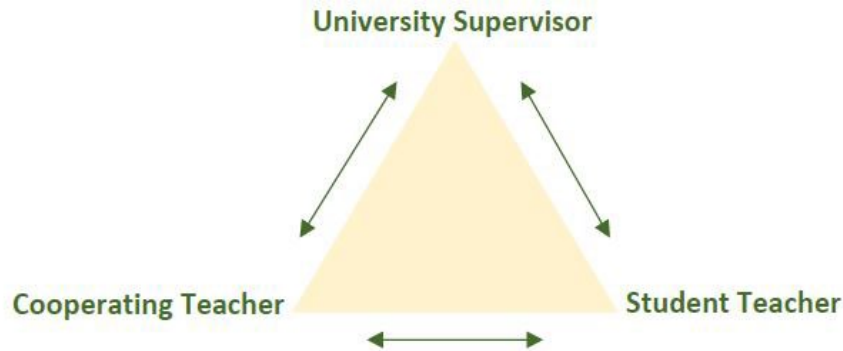 University Supervisor
Cooperating Teacher
Student Teacher